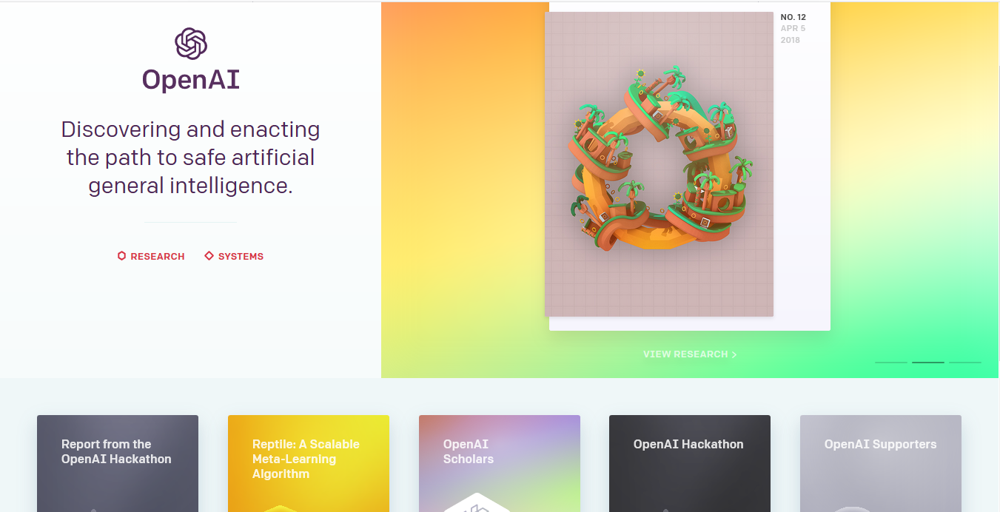 OpenAI
Discovering and enacting
the path to safe artificial
general intelligence.
RESEARCH
SYSTEMS
NO. 12
APR 5
2018
VIEW RESEARCH
Report from the
OpenAI Hackathon
Reptile: A Scalable
Meta-Learning
Algorithm
OpenAI
Scholars
OpenAI Hackathon
OpenAI Supporters